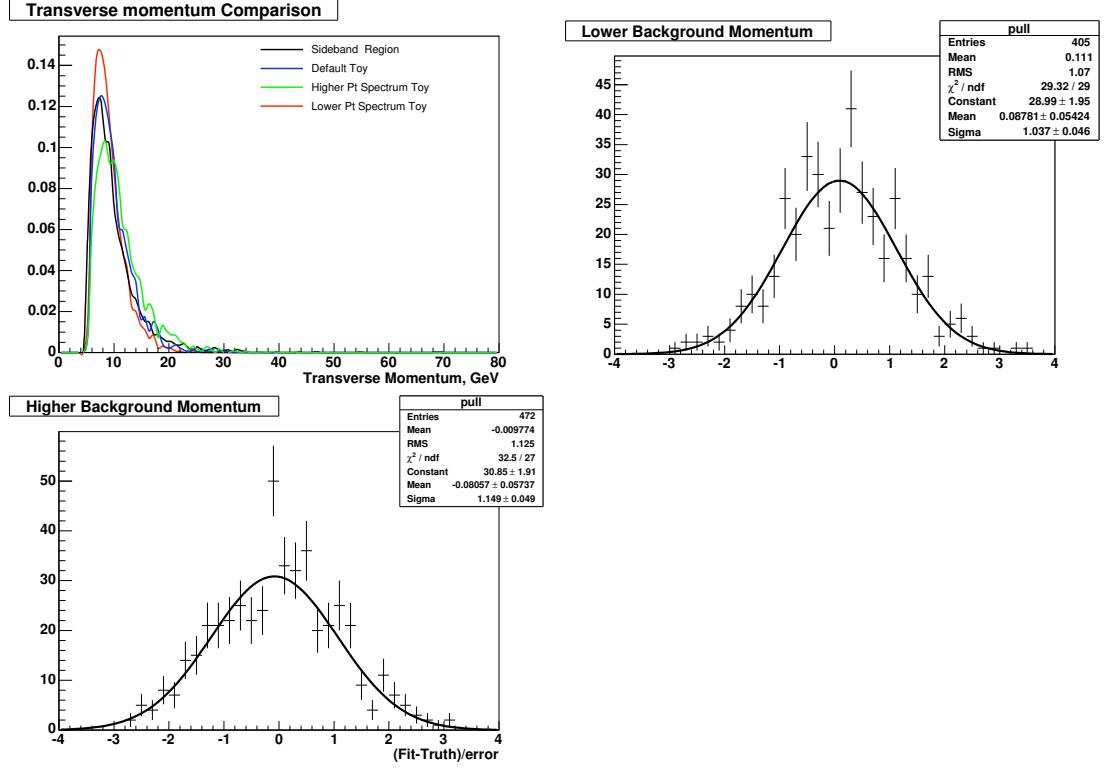 Transverse momentum Comparison
Sideband Region
Default Toy
Higher Pt Spectrum Toy
Lower Pt Spectrum Toy
0.14
0.12
0.1
0.08
0.06
0.04
0.02
0
0 10 20 30 40 50 60 70 80
Transverse Momentum, GeV
Lower Background Momentum
pull
Entries 405
Mean 0.111
RMS 1.07
χ² / ndf 29.32 / 29
Constant 28.99 ± 1.95
Mean 0.08781 ± 0.05424
Sigma 1.037 ± 0.046
45
40
35
30
25
20
15
10
5
0
-4 -3 -2 -1 0 1 2 3 4
Higher Background Momentum
pull
Entries 472
Mean -0.009774
RMS 1.125
χ² / ndf 32.5 / 27
Constant 30.85 ± 1.91
Mean -0.08057 ± 0.05737
Sigma 1.149 ± 0.049
50
40
30
20
10
0
-4 -3 -2 -1 0 1 2 3 4
(Fit-Truth)/error